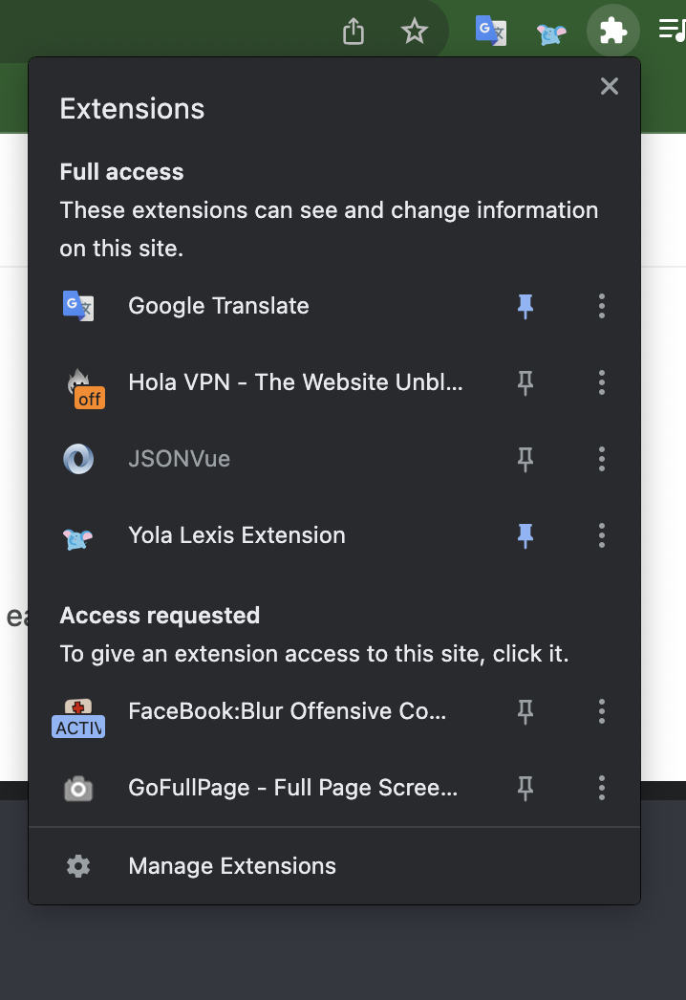 Extensions
Full access
These extensions can see and change information
on this site.
Google Translate
off
Hola VPN - The Website Unbl...
JSONVue
Yola Lexis Extension
Access requested
To give an extension access to this site, click it.
ACTIV
FaceBook:Blur Offensive Co...
GoFullPage - Full Page Scree...
Manage Extensions